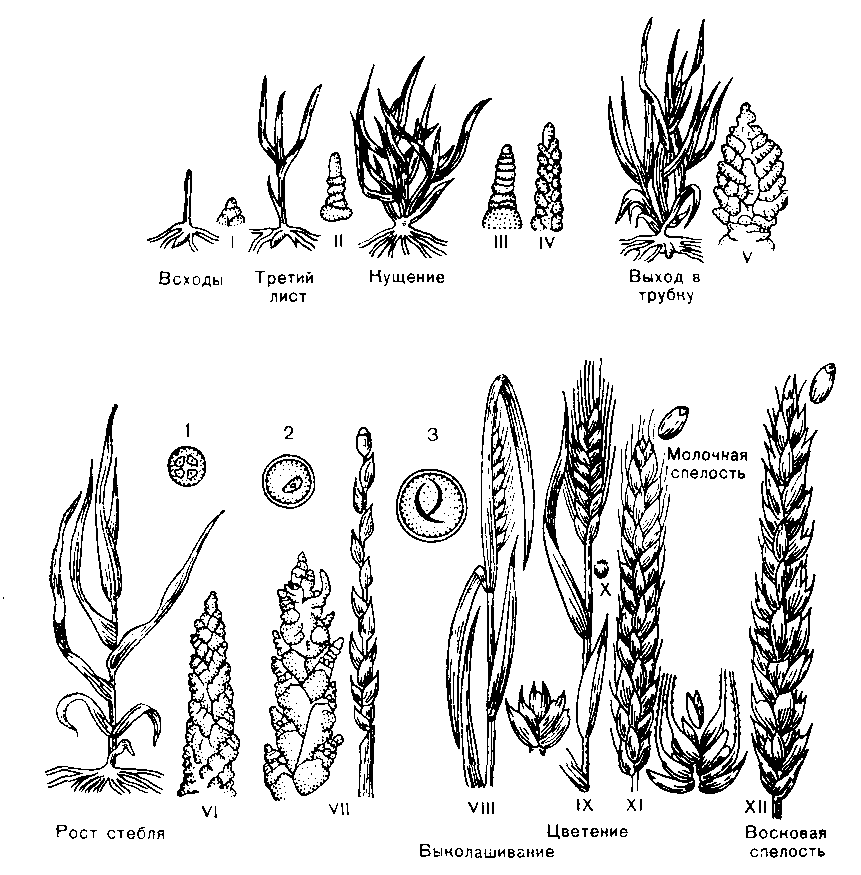 I
II
III
IV
V
Всходы
Третий
лист
Кущение
Выход в
трубку
1
2
3
Молочная
спелость
X
VI
VII
VIII
IX
XI
XII
Рост стебля
Выколашивание
Цветение
Восковая
спелость